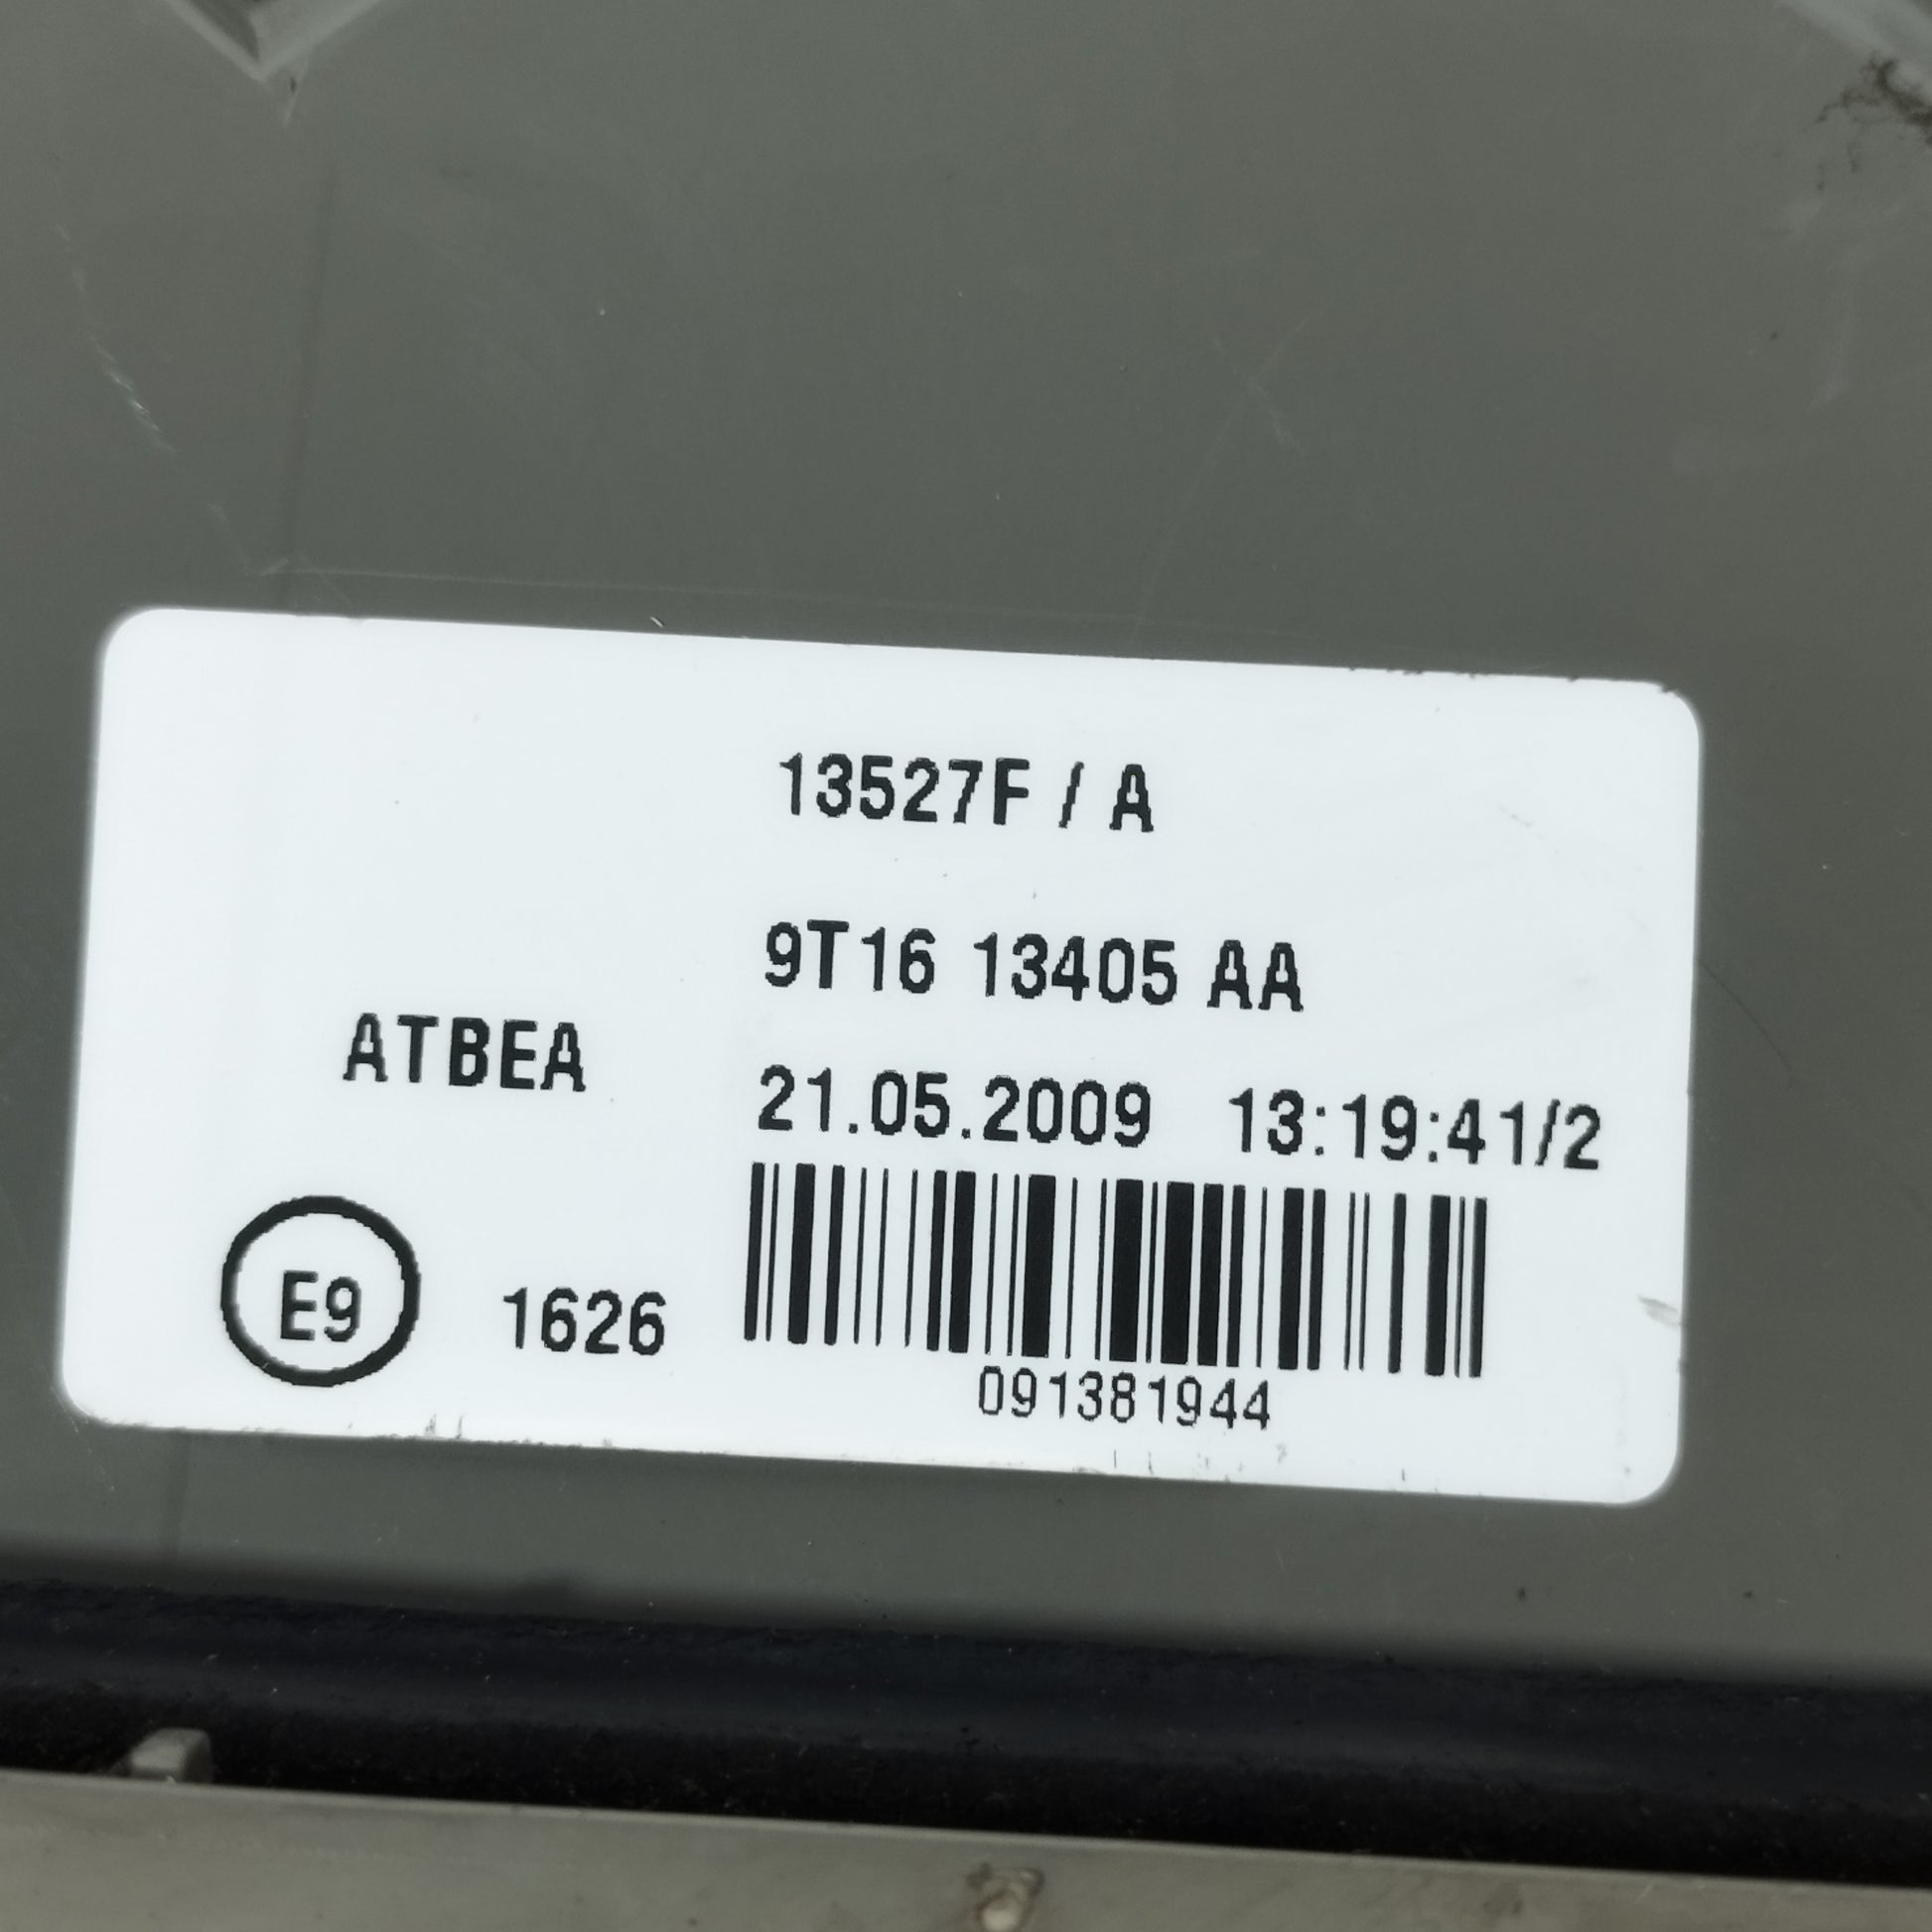 13527F / A
9T16 13405 AA
ATBEA
21.05.2009 13:19:41/2
E9 1626
091381944